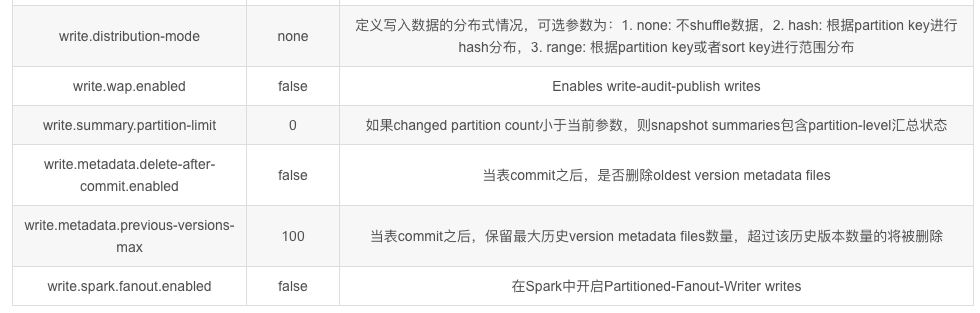 write.distribution-mode none 定义写入数据的分布式情况，可选参数为：1. none: 不shuffle数据，2. hash: 根据partition key进行
hash分布，3. range: 根据partition key或者sort key进行范围分布
write.wap.enabled false Enables write-audit-publish writes
write.summary.partition-limit 0 如果changed partition count小于当前参数，则snapshot summaries包含partition-level汇总状态
write.metadata.delete-after-
commit.enabled false 当表commit之后，是否删除oldest version metadata files
write.metadata.previous-versions-
max 100 当表commit之后，保留最大历史version metadata files数量，超过该历史版本数量的将被删除
write.spark.fanout.enabled false 在Spark中开启Partitioned-Fanout-Writer writes